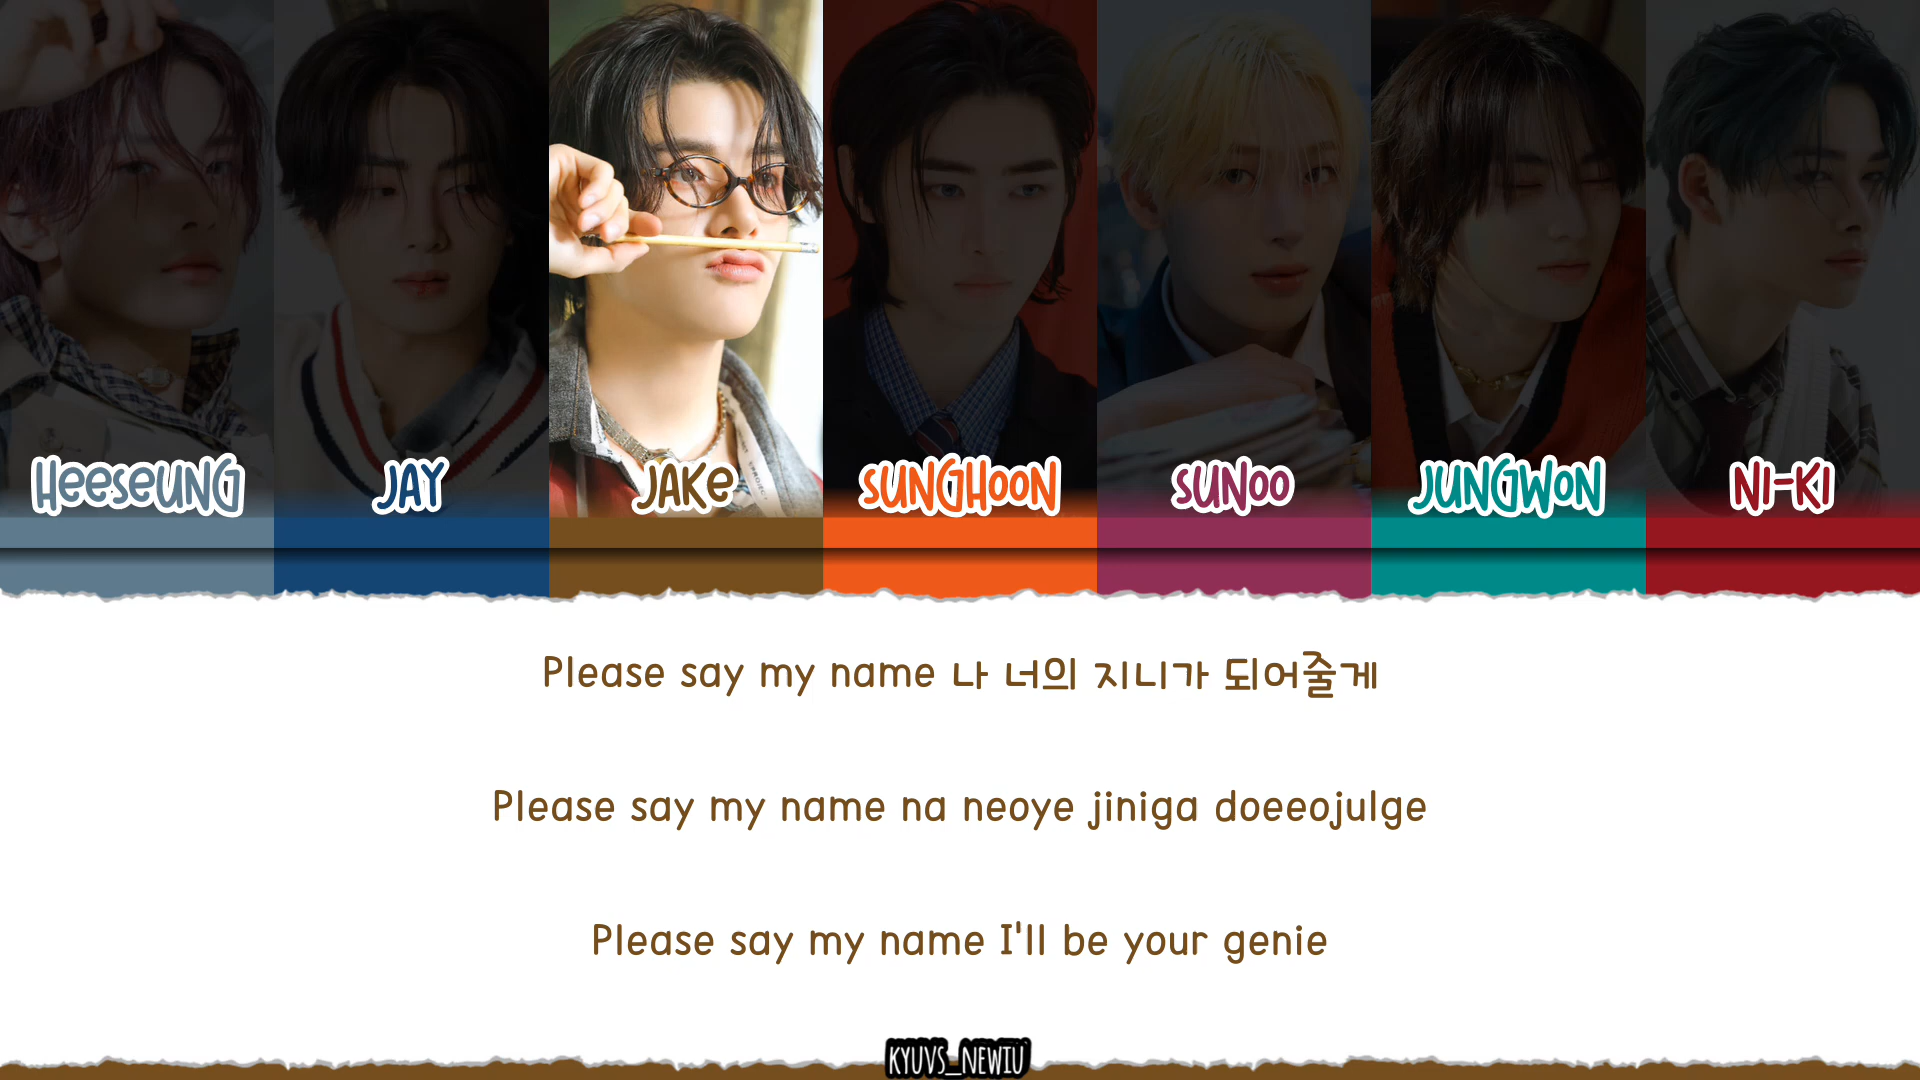 HEESEUNG JAY JAKE SUNGHOON SUNOO JUNGWON NI-KI
Please say my name 나 너의 지니가 되어줄게
Please say my name na neoye jiniga doeeojulge
Please say my name I'll be your genie
KYUVS_NEWIU